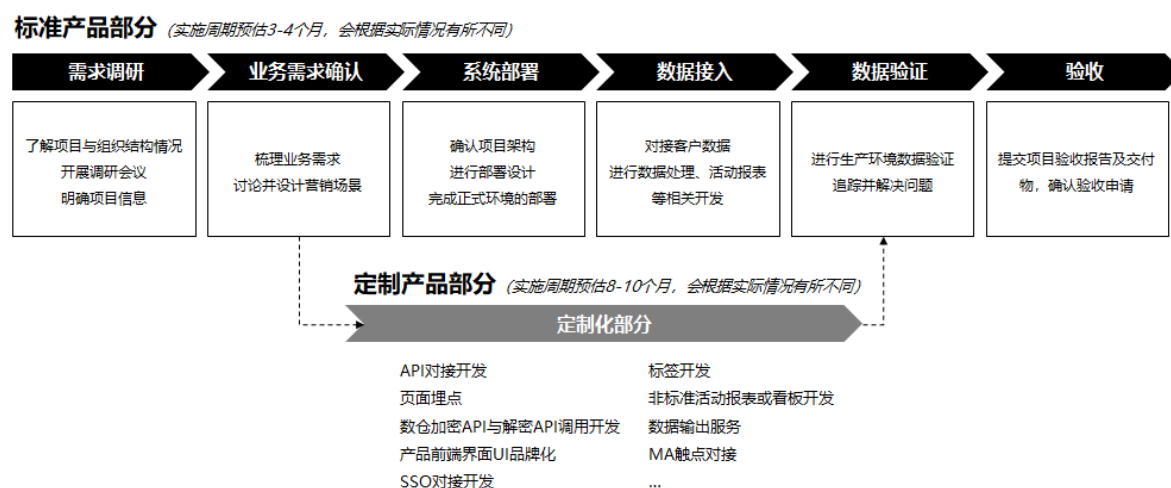 标准产品部分 (实施周期预估3-4个月，会根据实际情况有所不同)
需求调研
业务需求确认
系统部署
数据接入
数据验证
验收
了解项目与组织结构情况
开展调研会议
明确项目信息
梳理业务需求
讨论并设计营销场景
确认项目架构
进行部署设计
完成正式环境的部署
对接客户数据
进行数据处理、活动报表
等相关开发
进行生产环境数据验证
追踪并解决问题
提交项目验收报告及交付
物，确认验收申请
定制产品部分 (实施周期预估8-10个月，会根据实际情况有所不同)
定制化部分
API对接开发
页面埋点
数仓加密API与解密API调用开发
产品前端界面UI品牌化
SSO对接开发
标签开发
非标准活动报表或看板开发
数据输出服务
MA触点对接
...